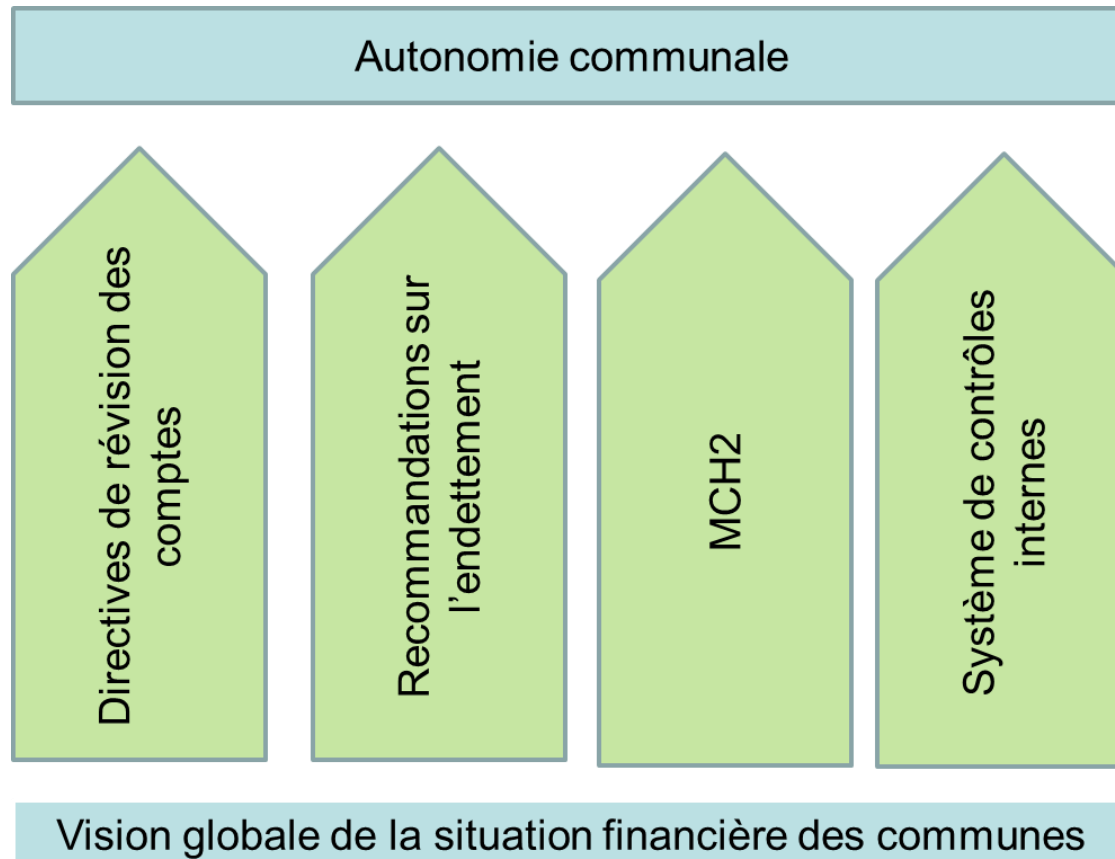 Autonomie communale
Directives de révision des
comptes
Recommandations sur
l'endettement
MCH2
Système de contrôles
internes
Vision globale de la situation financière des communes